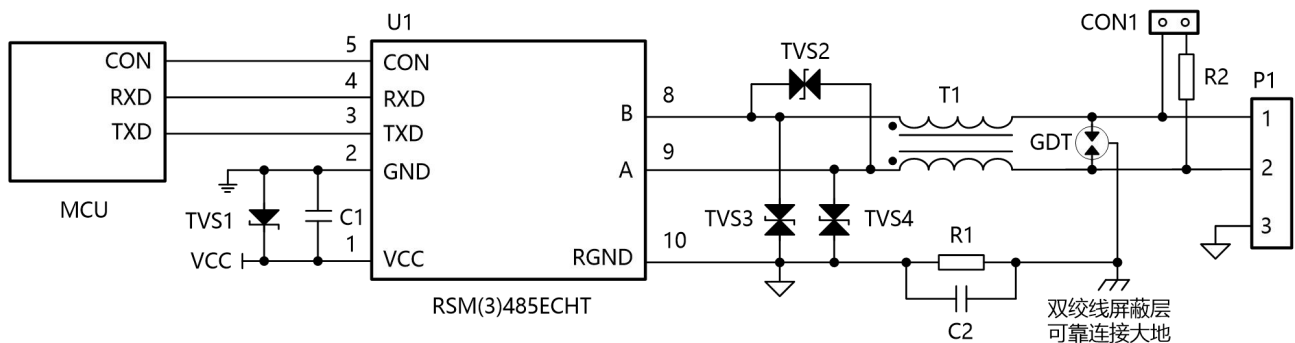 U1
CON1
MCU
CON
RXD
TXD
5
4
3
2
1
CON
RXD
TXD
GND
VCC
B
A
RGND
8
9
10
RSM(3)485ECHT
TVS1
C1
VCC
TVS2
TVS3
TVS4
T1
GDT
R1
C2
R2
P1
1
2
3
双绞线屏蔽层
可靠连接大地